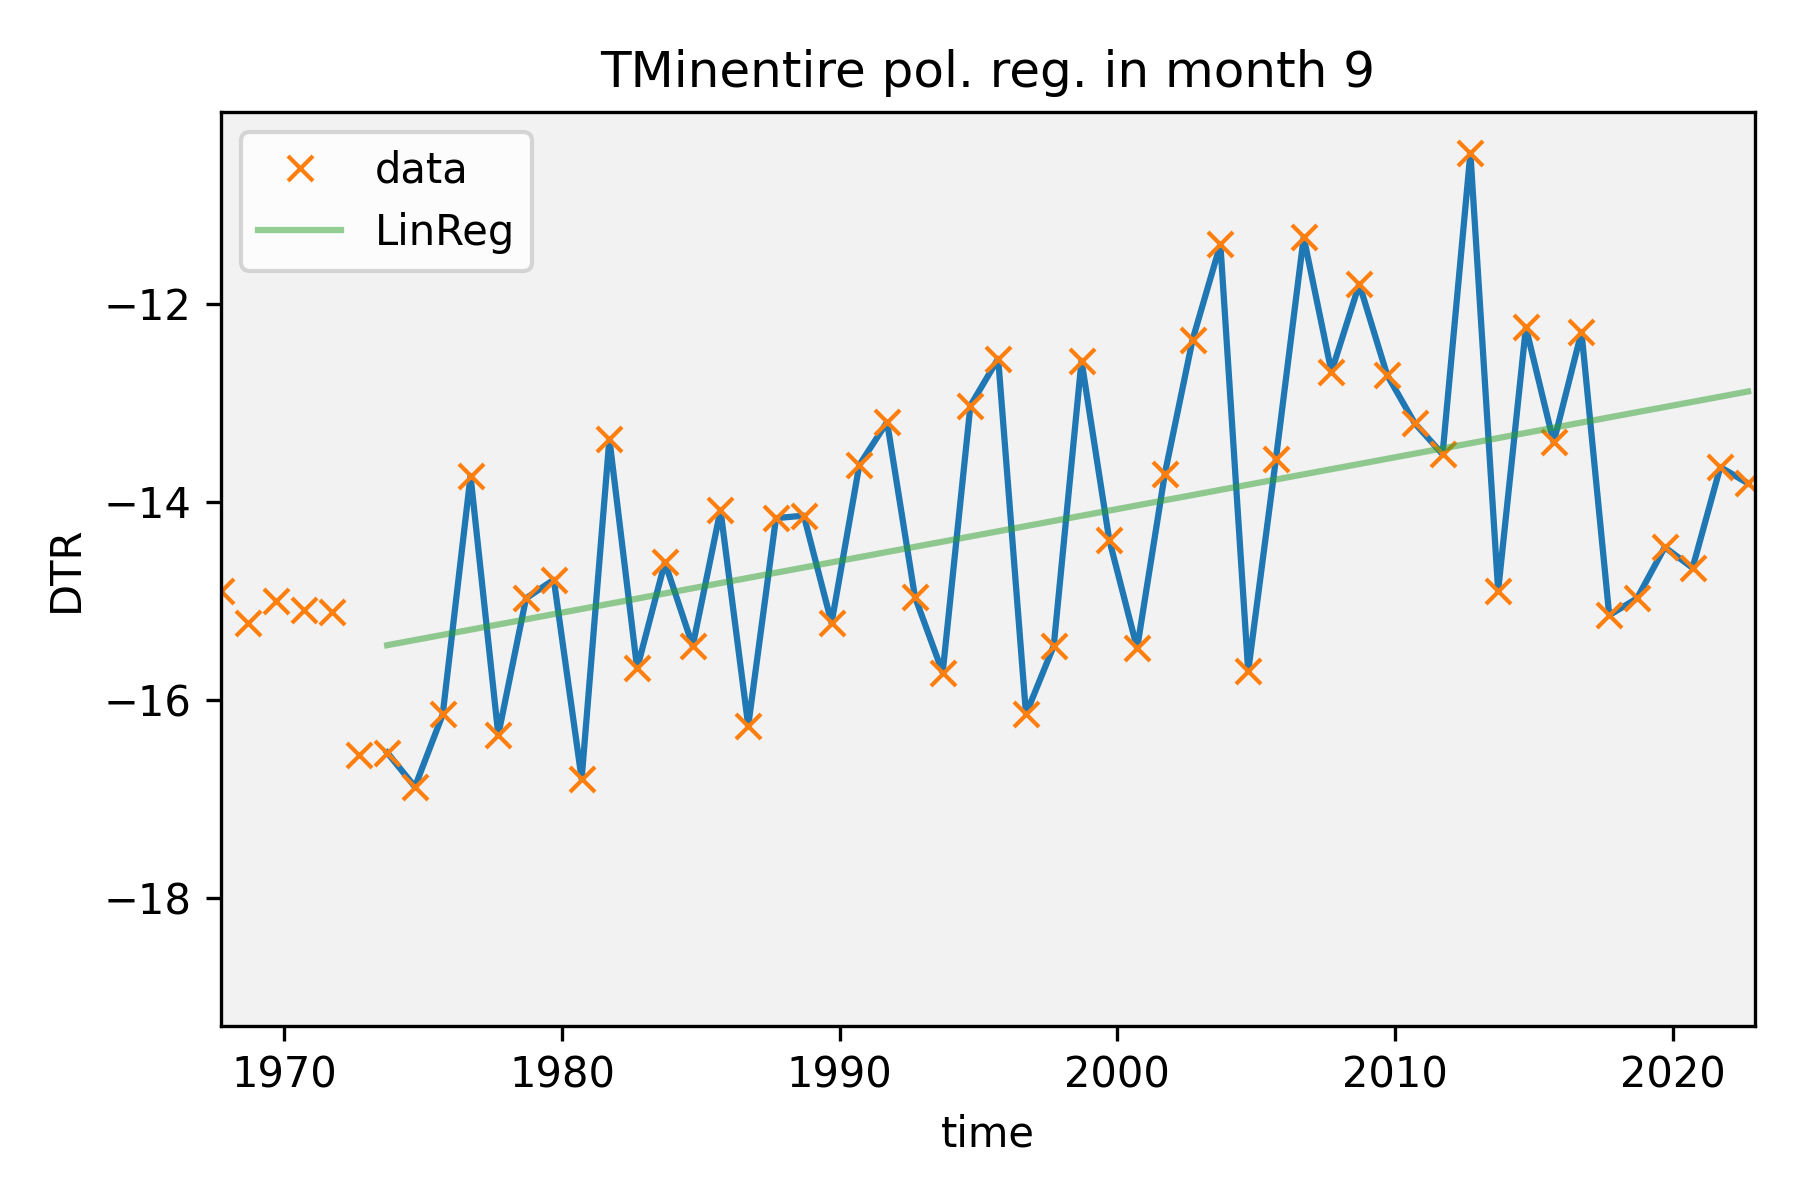 TMinentire pol. reg. in month 9
data
LinReg
DTR
−12
−14
−16
−18
1970 1980 1990 2000 2010 2020
time